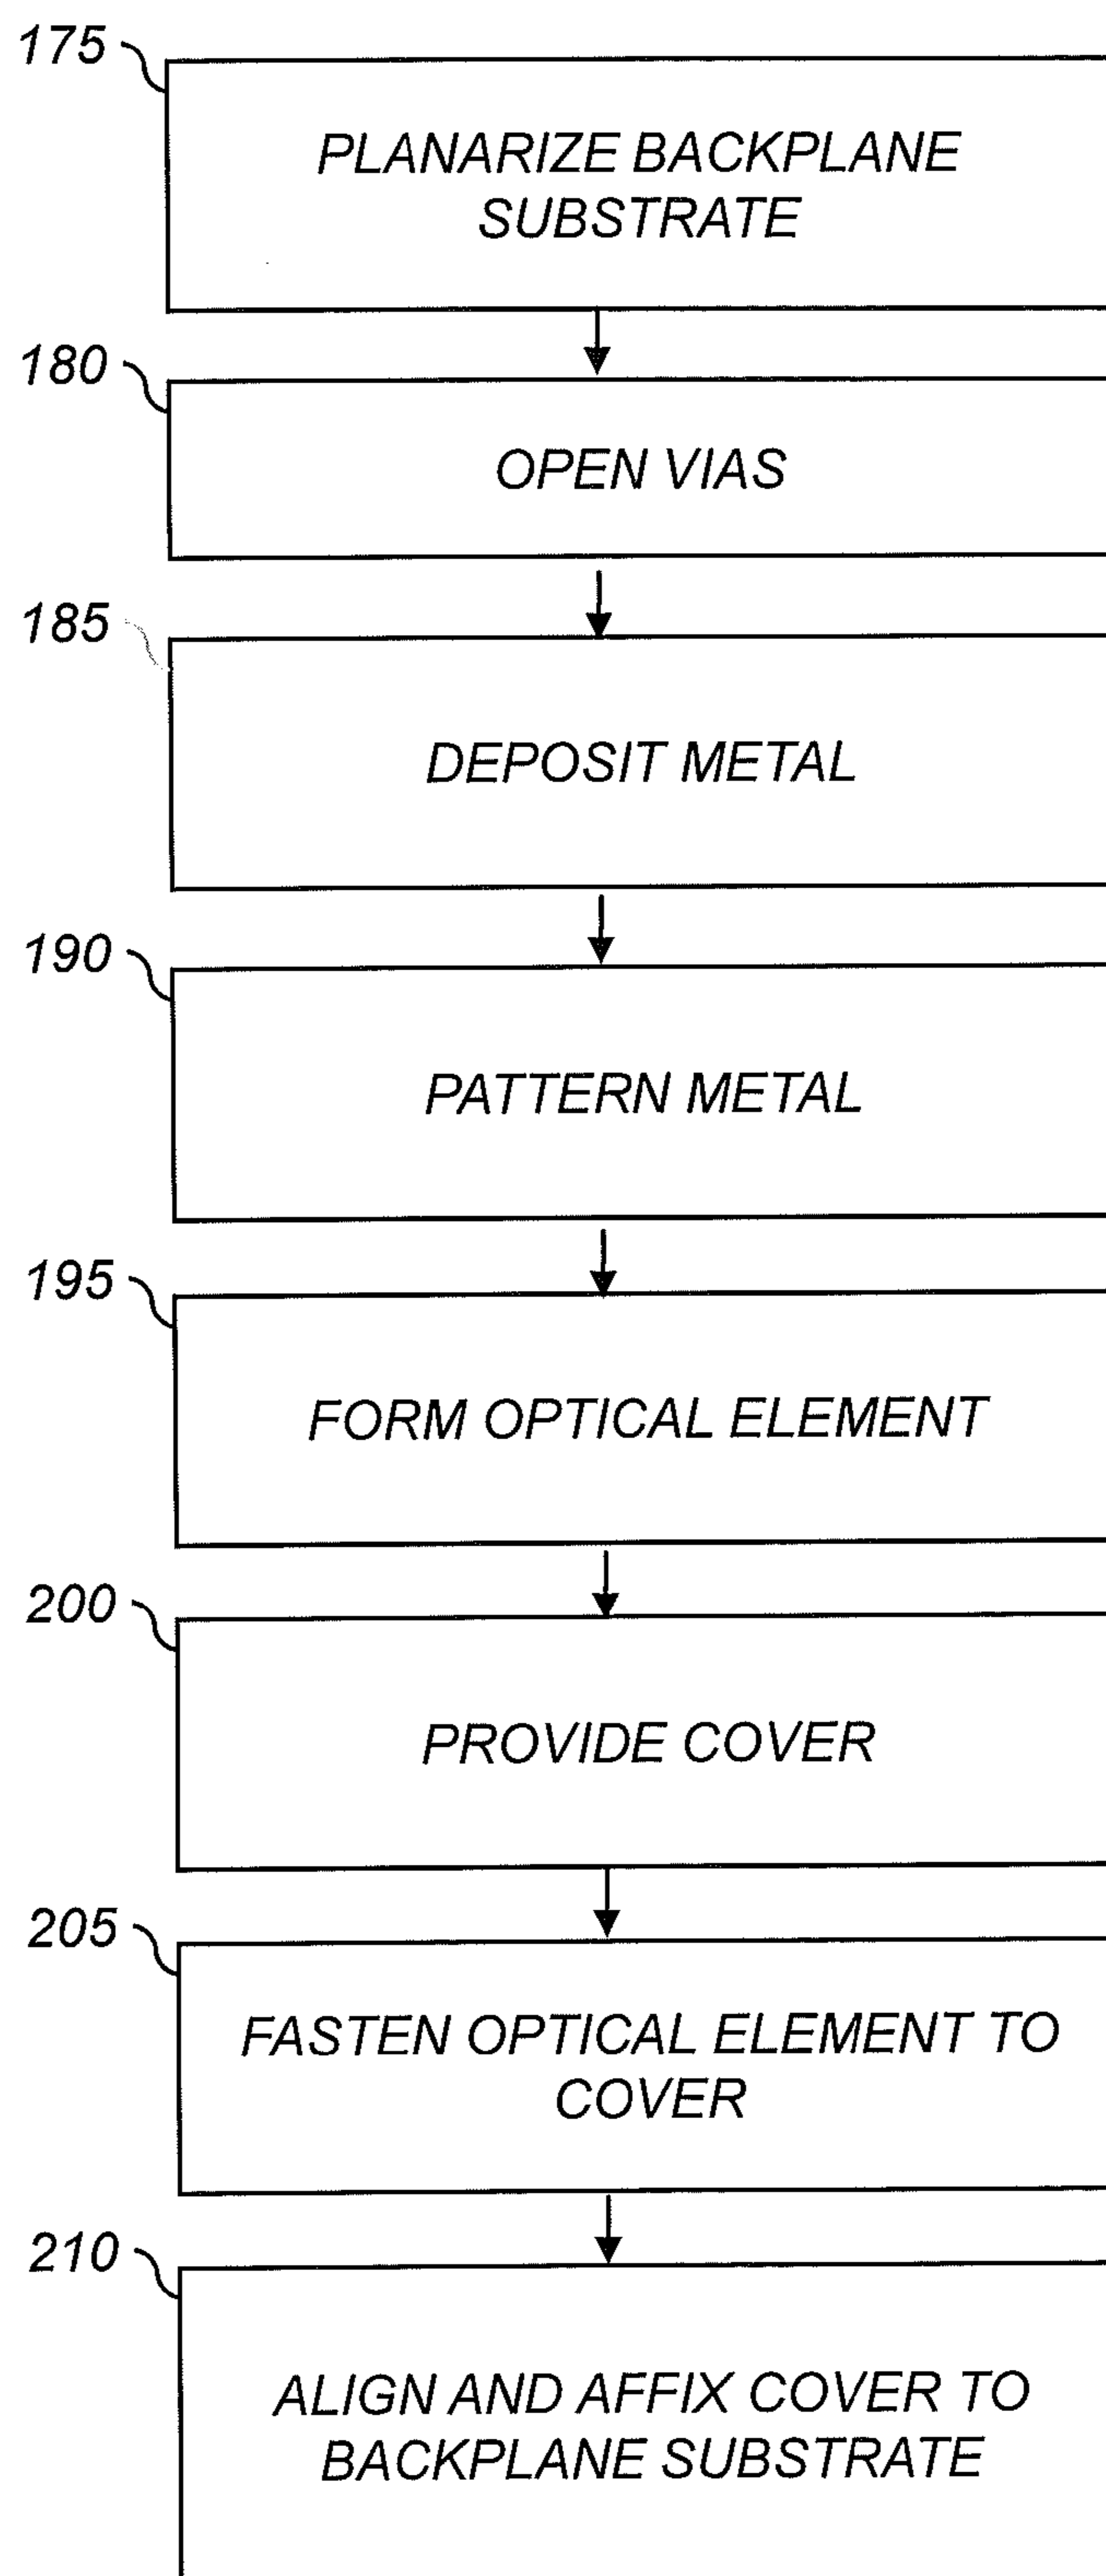 175
PLANARIZE BACKPLANE
SUBSTRATE
180
OPEN VIAS
185
DEPOSIT METAL
190
PATTERN METAL
195
FORM OPTICAL ELEMENT
200
PROVIDE COVER
205
FASTEN OPTICAL ELEMENT TO
COVER
210
ALIGN AND AFFIX COVER TO
BACKPLANE SUBSTRATE